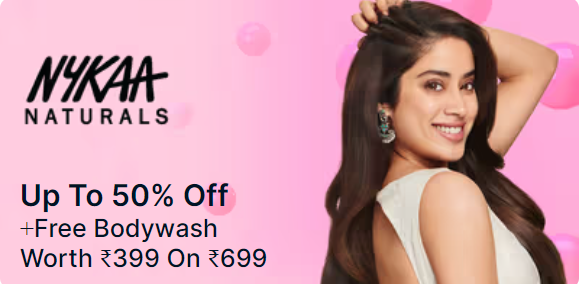 NYKAA
NATURALS
Up To 50% Off
+Free Bodywash
Worth ₹399 On ₹699